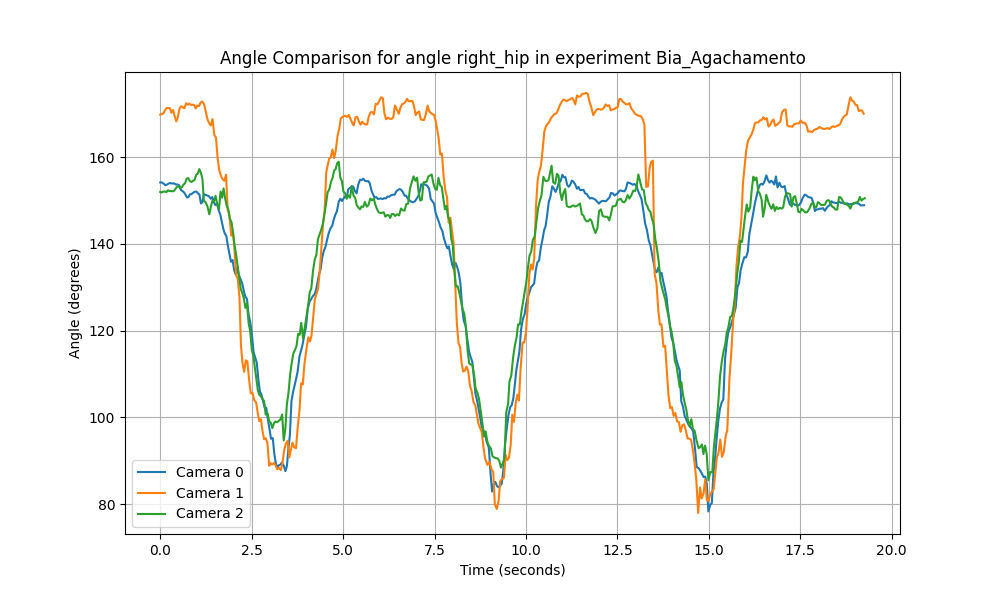 Angle Comparison for angle right_hip in experiment Bia_Agachamento
Angle (degrees)
160
140
120
100
80
Camera 0
Camera 1
Camera 2
0.0 2.5 5.0 7.5 10.0 12.5 15.0 17.5 20.0
Time (seconds)